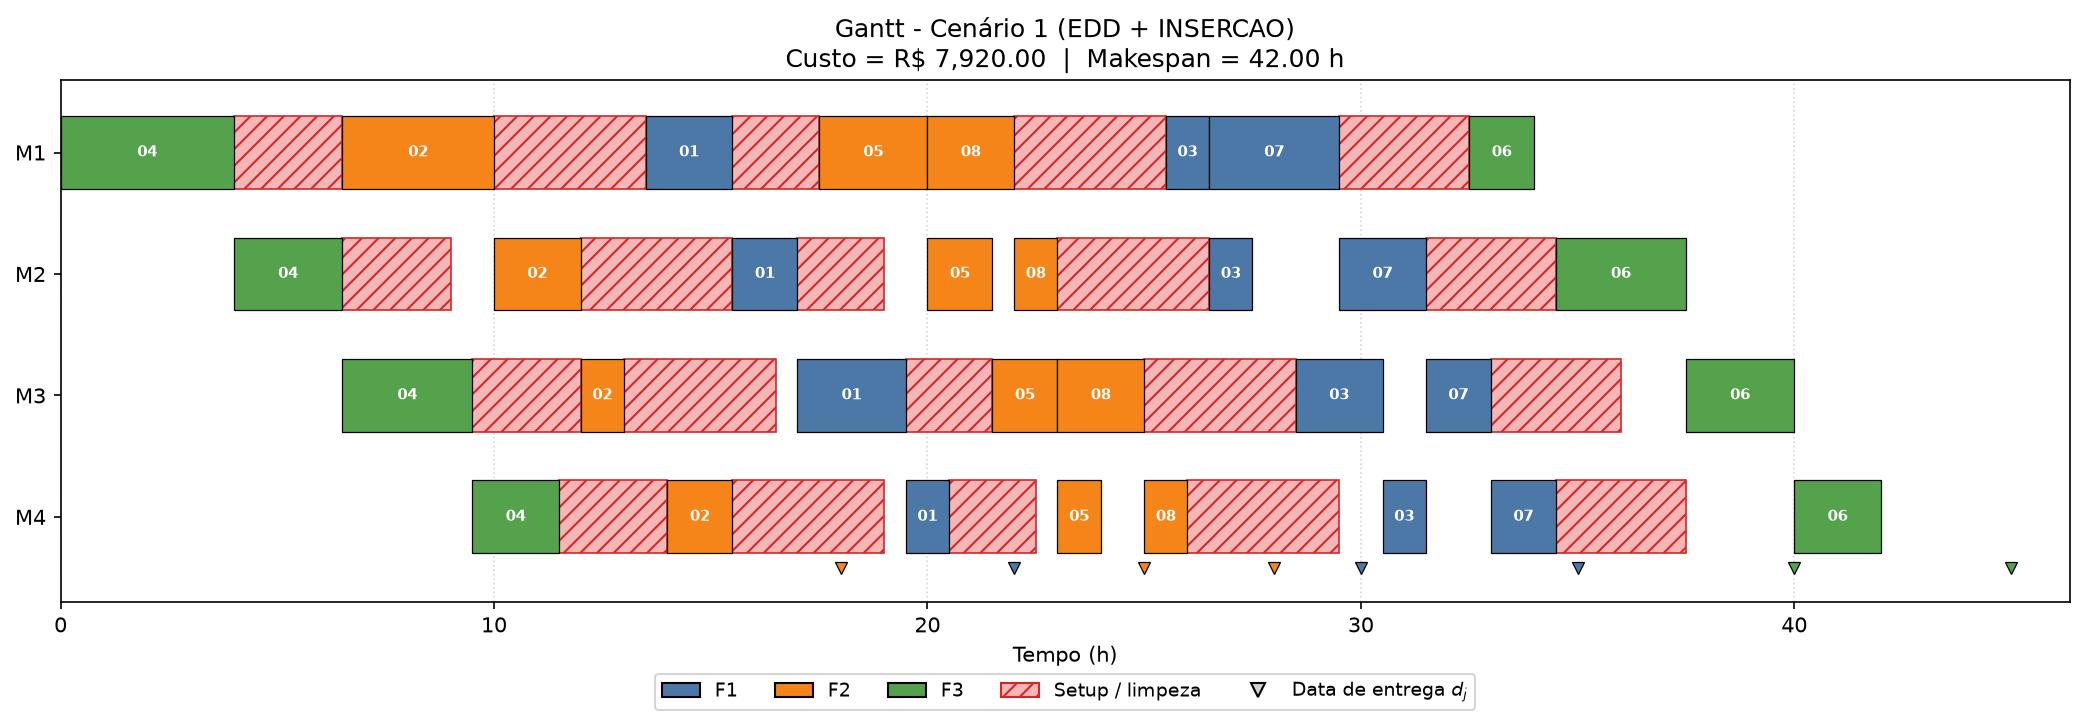 Gantt - Cenário 1 (EDD + INSERCAO)
Custo = R$ 7,920.00 | Makespan = 42.00 h
M1 04 02 01 05 08 03 07 06
M2 04 02 01 05 08 03 07 06
M3 04 02 01 05 08 03 07 06
M4 04 02 01 05 08 03 07 06
0 10 20 30 40
Tempo (h)
F1 F2 F3 Setup / limpeza Data de entrega dj